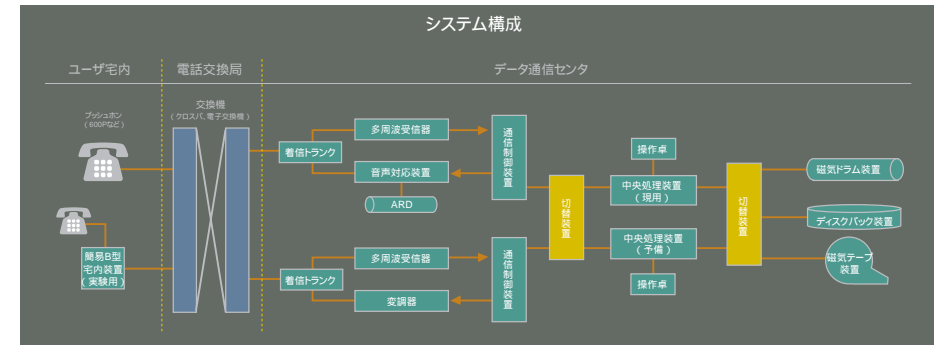 システム構成
ユーザ宅内
電話交換局
データ通信センタ
プッシュホン
(600Pなど)
交換機
(クロスバ、電子交換機)
簡易B型
宅内装置
(実験用)
着信トランク
多周波受信器
音声対応装置
ARD
通信制御装置
着信トランク
多周波受信器
変調器
通信制御装置
切替装置
操作卓
中央処理装置
(現用)
中央処理装置
(予備)
操作卓
切替装置
磁気ドラム装置
ディスクパック装置
磁気テープ
装置